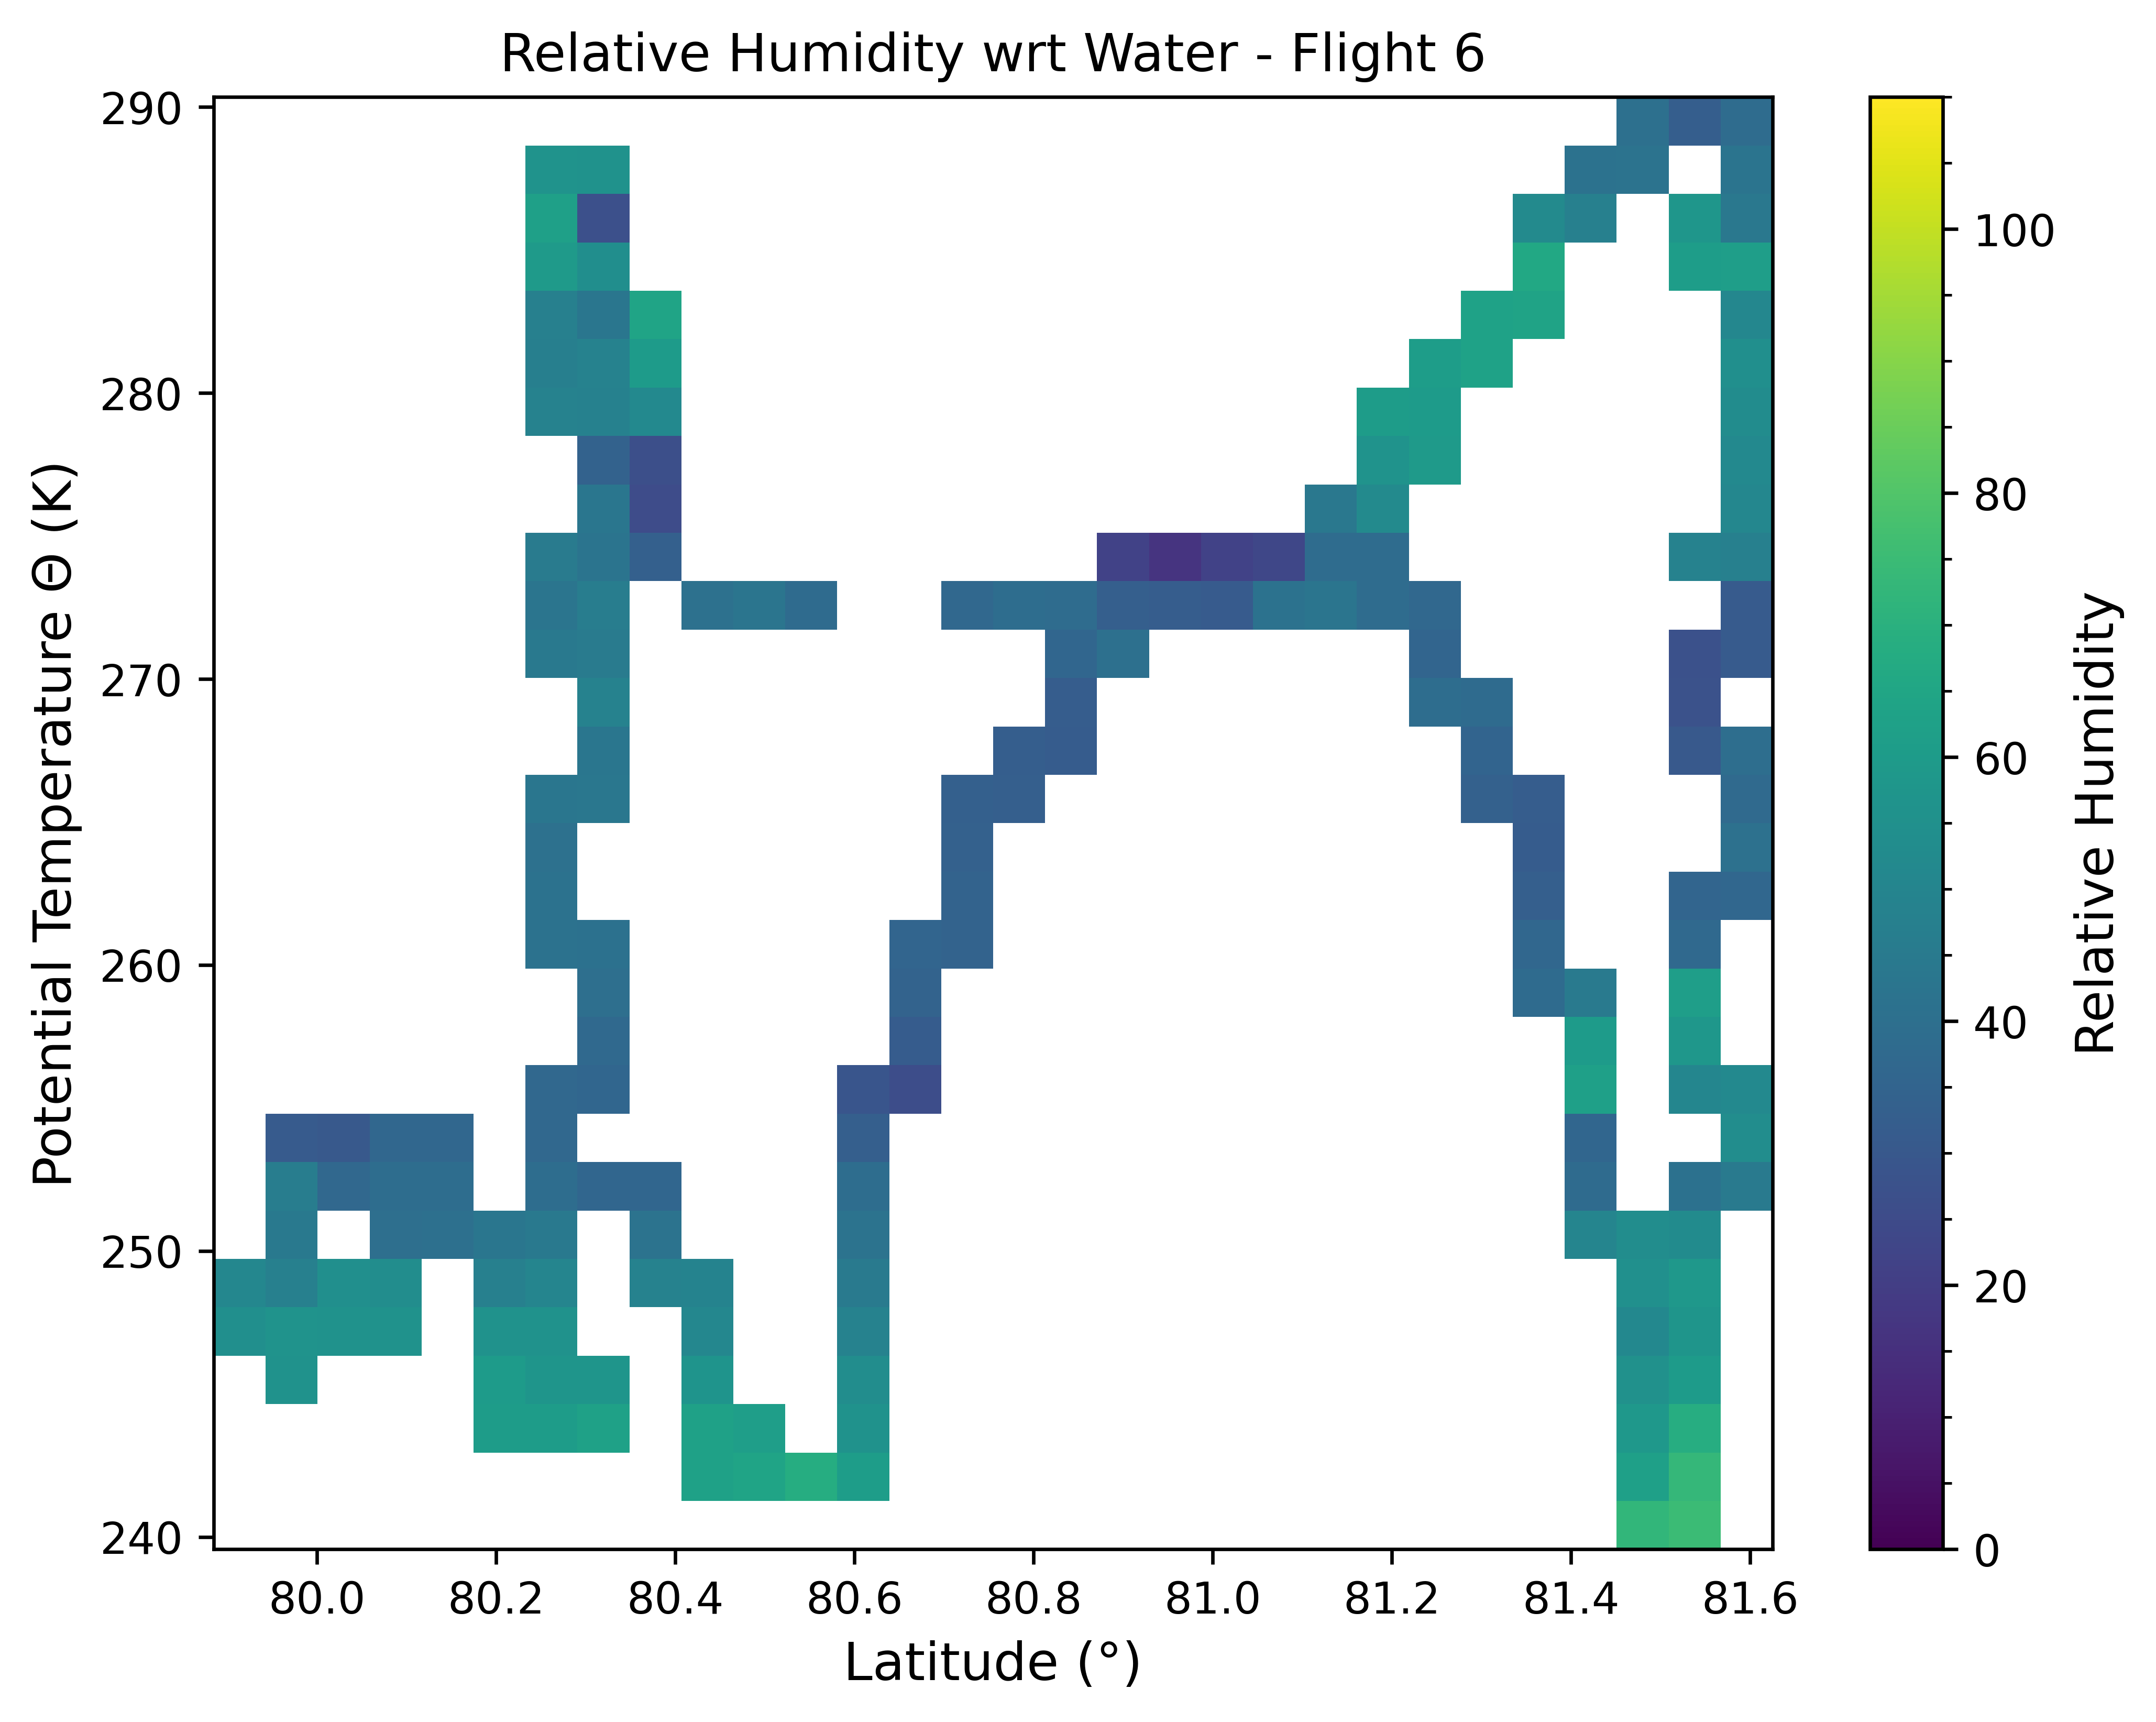 Relative Humidity wrt Water - Flight 6
290
280
270
260
250
240
Potential Temperature Θ (K)
80.0 80.2 80.4 80.6 80.8 81.0 81.2 81.4 81.6
Latitude (°)
100
80
60
40
20
0
Relative Humidity